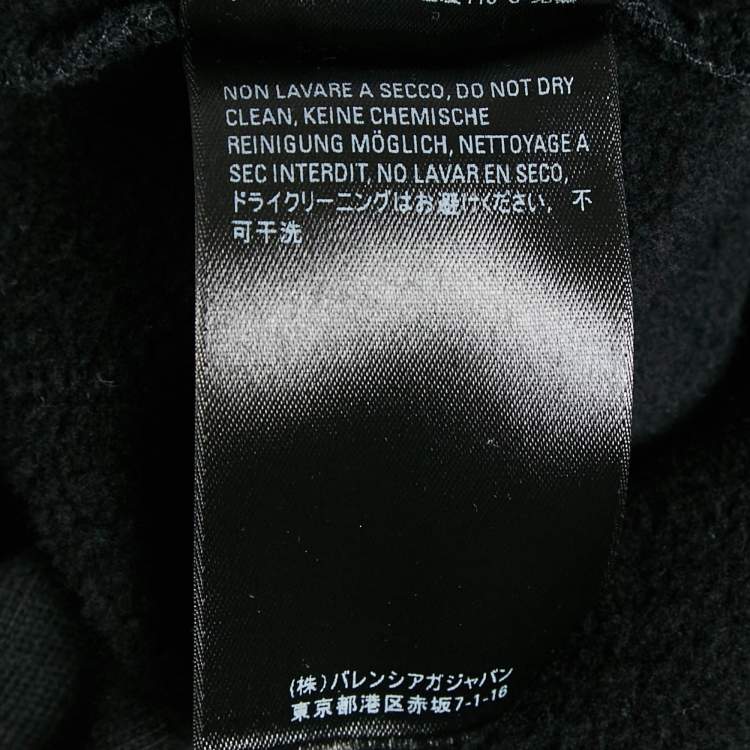 NON LAVARE A SECCO, DO NOT DRY
CLEAN, KEINE CHEMISCHE
REINIGUNG MÖGLICH, NETTOYAGE A
SEC INTERDIT, NO LAVAR EN SECO,
ドライクリーニングはお避けください, 不
可干洗
(株)バレンシアガジャパン
東京都港区赤坂7-1-16